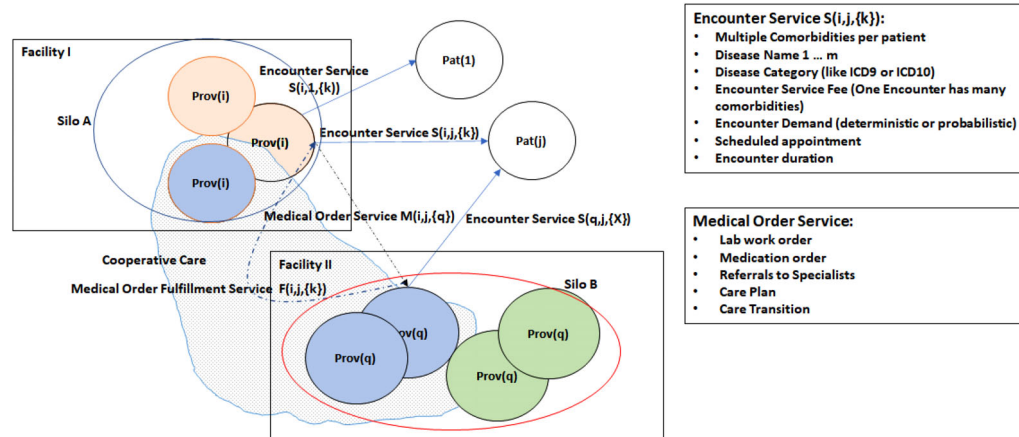 Facility I
Silo A
Prov(i)
Prov(i)
Prov(i)
Encounter Service
S(i,1,{k})
Pat(1)
Encounter Service S(i,j,{k})
Pat(j)
Medical Order Service M(i,j,{q})
Encounter Service S(q,j,{X})
Cooperative Care
Medical Order Fulfillment Service F(i,j,{k})
Facility II
Silo B
Prov(q)
Prov(q)
Prov(q)
Prov(q)
Encounter Service S(i,j,{k}):
• Multiple Comorbidities per patient
• Disease Name 1 ... m
• Disease Category (like ICD9 or ICD10)
• Encounter Service Fee (One Encounter has many
comorbidities)
• Encounter Demand (deterministic or probabilistic)
• Scheduled appointment
• Encounter duration
Medical Order Service:
• Lab work order
• Medication order
• Referrals to Specialists
• Care Plan
• Care Transition